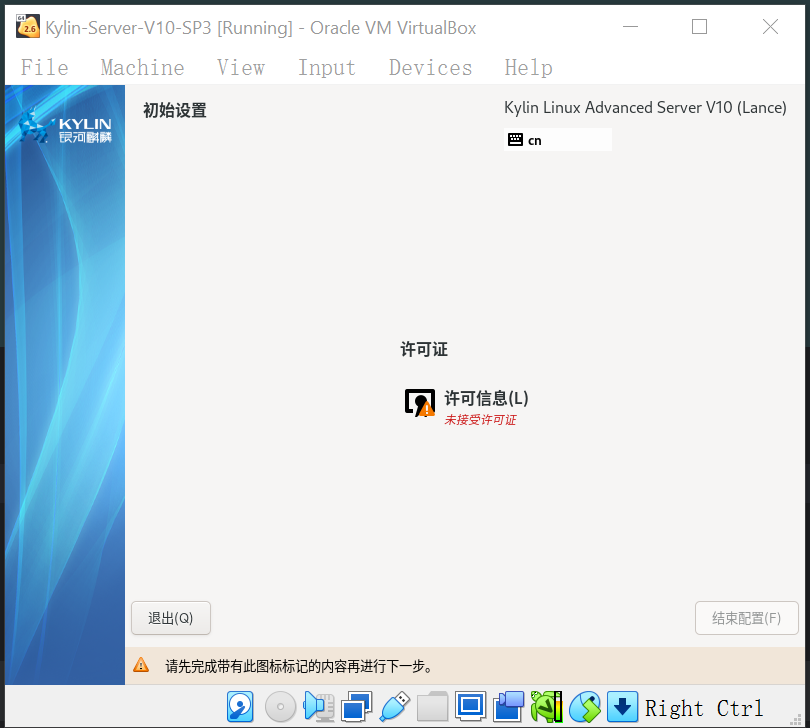 Kylin-Server-V10-SP3 [Running] - Oracle VM VirtualBox
File Machine View Input Devices Help
KYLIN
银河麒麟
初始设置
Kylin Linux Advanced Server V10 (Lance)
cn
许可证
许可信息(L)
未接受许可证
退出(Q)
结束配置(F)
请先完成带有此图标标记的内容再进行下一步。
Right Ctrl